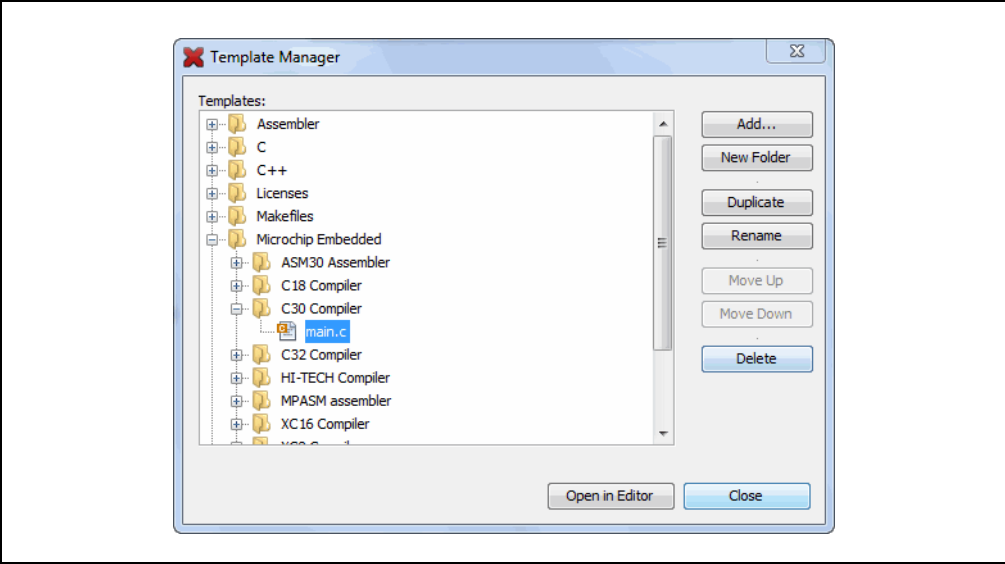 Template Manager
Templates:
Assembler
C
C++
Licenses
Makefiles
Microchip Embedded
ASM30 Assembler
C18 Compiler
C30 Compiler
main.c
C32 Compiler
HI-TECH Compiler
MPASM assembler
XC16 Compiler
Add...
New Folder
Duplicate
Rename
Move Up
Move Down
Delete
Open in Editor
Close